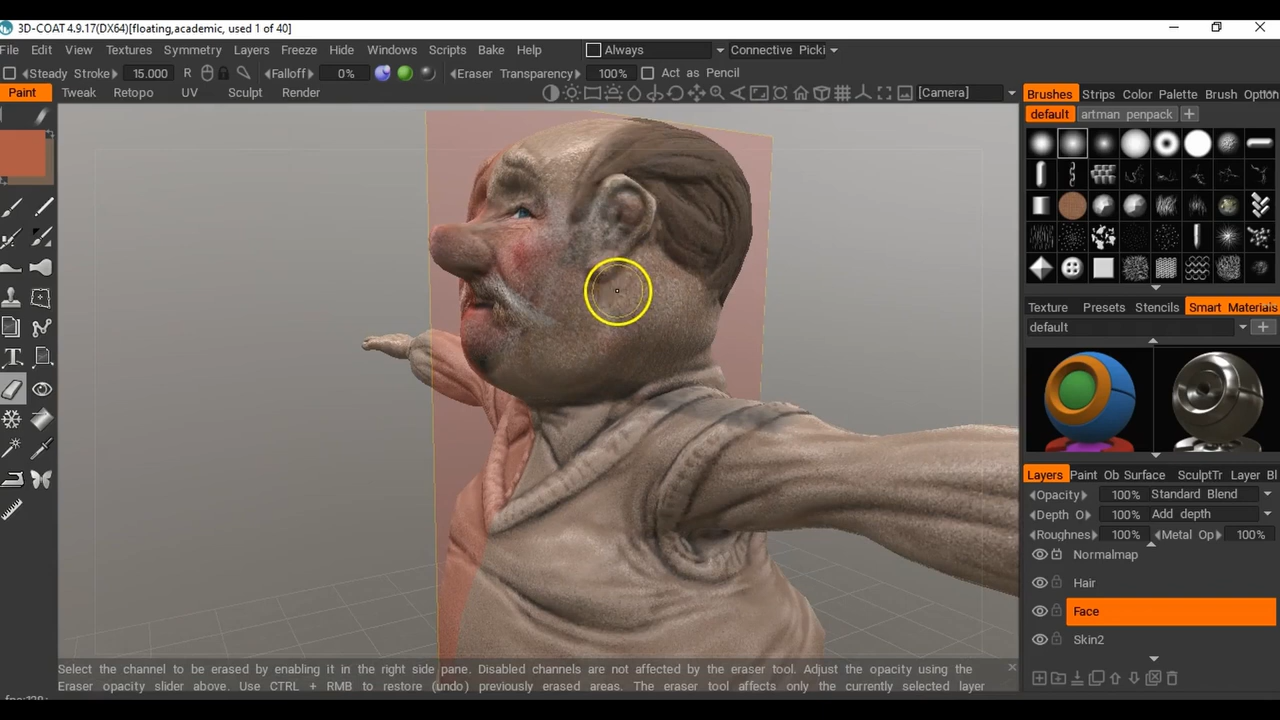 3D-COAT 4.9.17(DX64)[floating,academic, used 1 of 40]
File Edit View Textures Symmetry Layers Freeze Hide Windows Scripts Bake Help Always Connective Picki
Steady Stroke 15.000 R Falloff 0% Eraser Transparency 100% Act as Pencil
Paint Tweak Retopo UV Sculpt Render [Camera]
Brushes Strips Color Palette Brush Option
default artman penpack
Texture Presets Stencils Smart Materials
default
Layers Paint Ob Surface SculptTr Layer Bl
Opacity 100% Standard Blend
Depth O 100% Add depth
Roughnes 100% Metal Op 100%
Normalmap
Hair
Face
Skin2
Select the channel to be erased by enabling it in the right side pane. Disabled channels are not affected by the eraser tool. Adjust the opacity using the
Eraser opacity slider above. Use CTRL + RMB to restore (undo) previously erased areas. The eraser tool affects only the currently selected layer